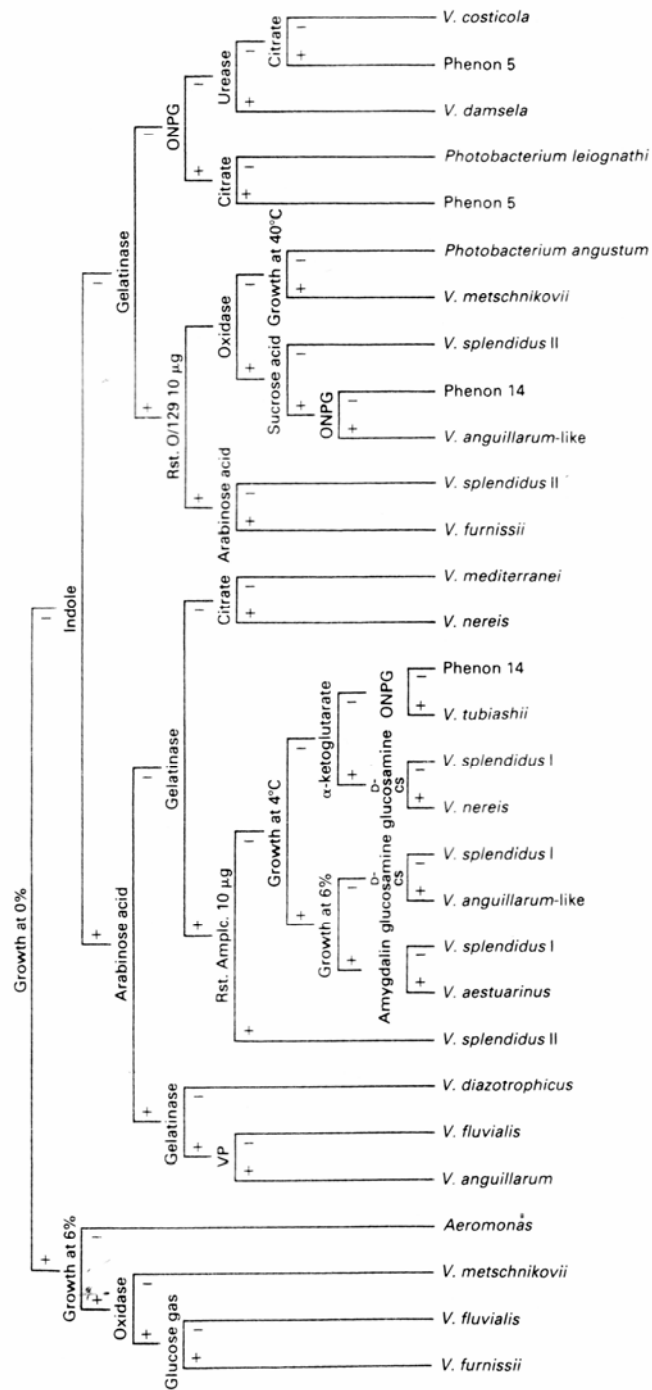 Growth at 0%
+
−
Growth at 6%
+
−
Oxidase
+
−
Glucose gas
+
−
Indole
+
−
Arabinose acid
+
−
Gelatinase
+
−
VP
+
−
Gelatinase
+
−
Rst. Amplc. 10 μg
+
−
Growth at 4°C
+
−
Growth at 6%
+
−
Amygdalin
+
−
D-
glucosamine
cs
+
−
α-ketoglutarate
+
−
D-
glucosamine
cs
+
−
ONPG
+
−
Citrate
+
−
Gelatinase
+
−
Rst. O/129 10 μg
+
−
Arabinose acid
+
−
Oxidase
+
−
Sucrose acid
+
−
ONPG
+
−
Growth at 40°C
+
−
ONPG
+
−
Citrate
+
−
Urease
+
−
Citrate
+
−
V. costicola
Phenon 5
V. damsela
Photobacterium leiognathi
Phenon 5
Photobacterium angustum
V. metschnikovii
V. splendidus II
Phenon 14
V. anguillarum-like
V. splendidus II
V. furnissii
V. mediterranei
V. nereis
Phenon 14
V. tubiashii
V. splendidus I
V. nereis
V. splendidus I
V. anguillarum-like
V. splendidus I
V. aestuarinus
V. splendidus II
V. diazotrophicus
V. fluvialis
V. anguillarum
Aeromonas
V. metschnikovii
V. fluvialis
V. furnissii